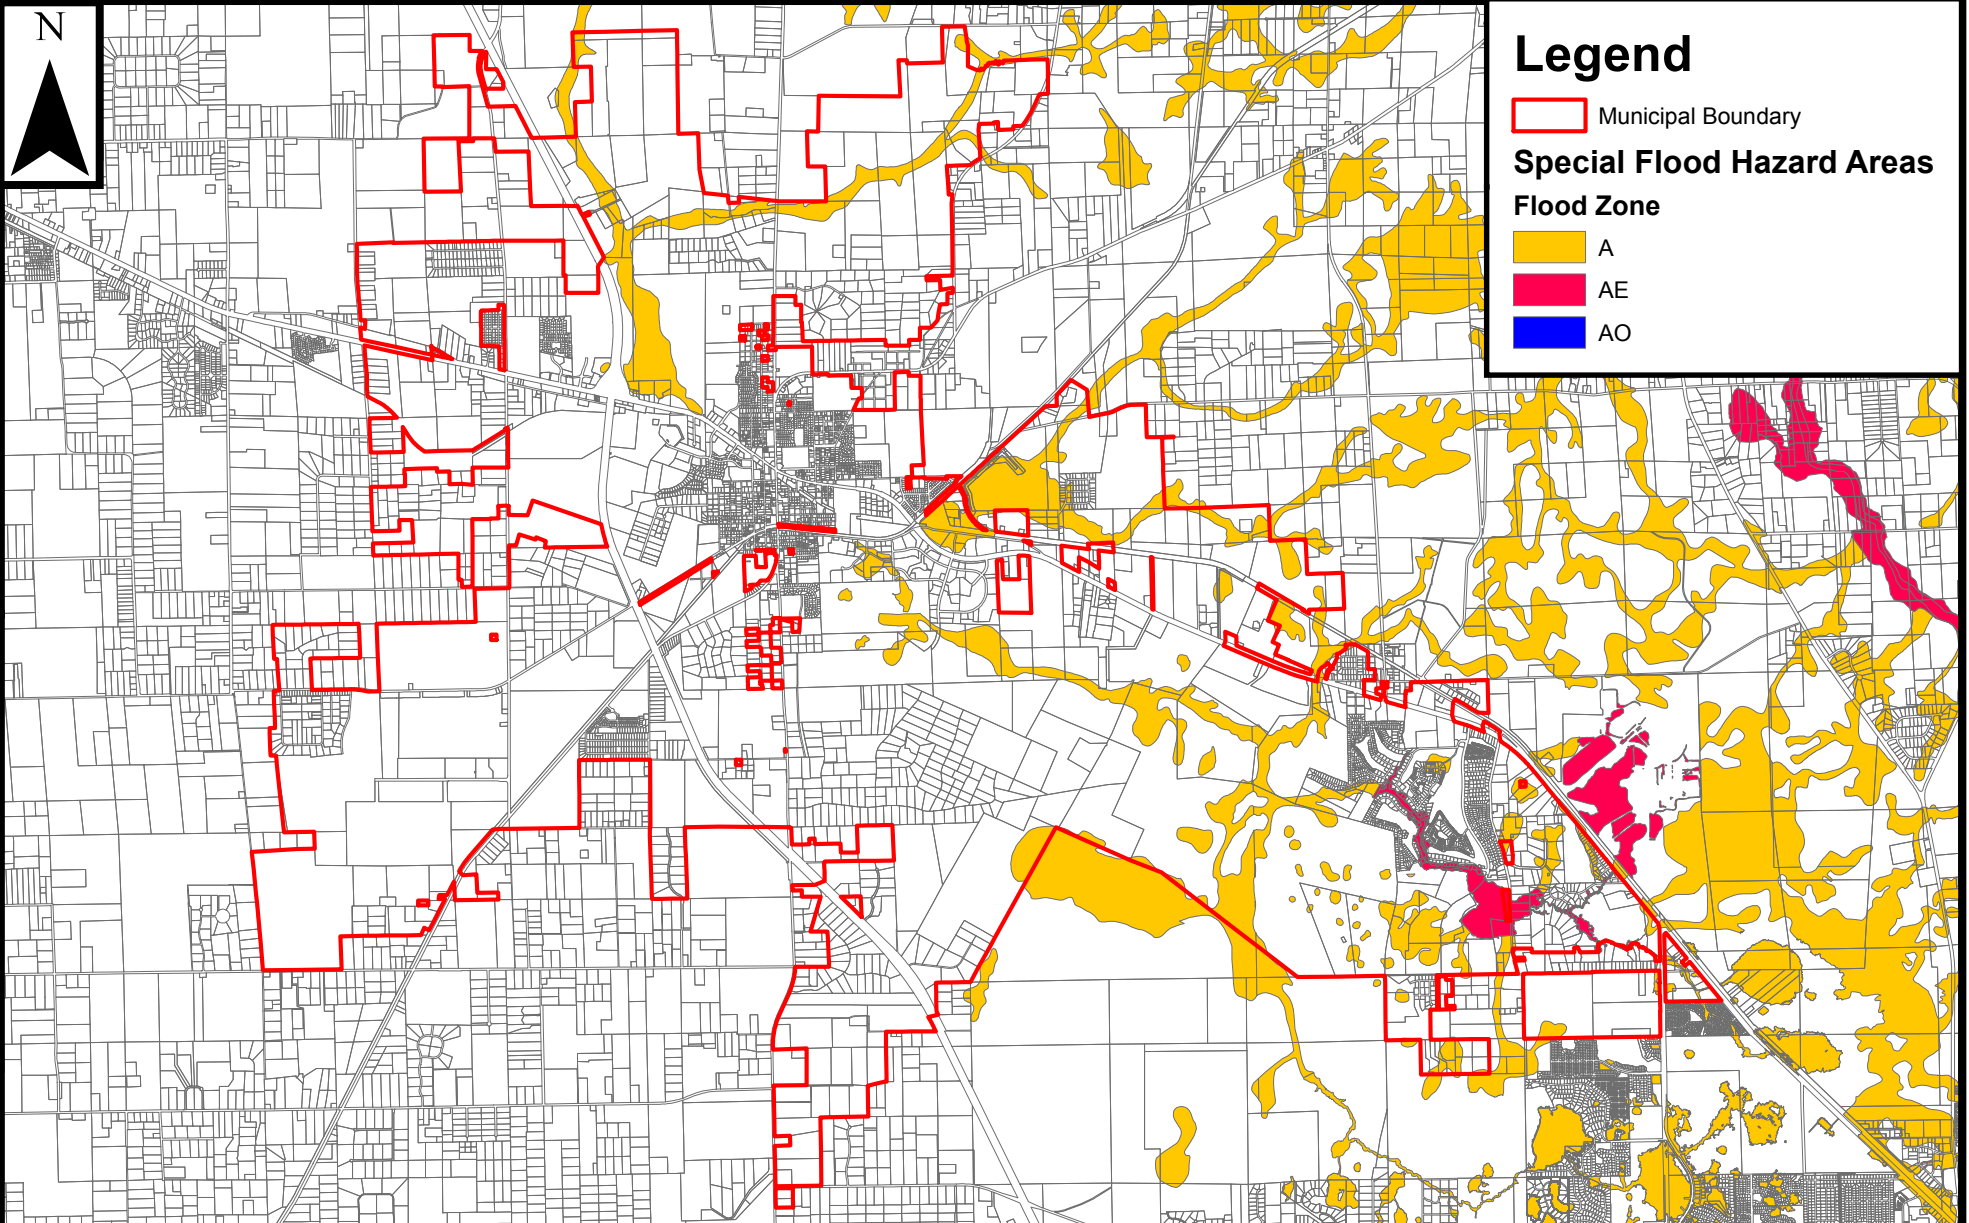 N
Legend
Municipal Boundary
Special Flood Hazard Areas
Flood Zone
A
AE
AO